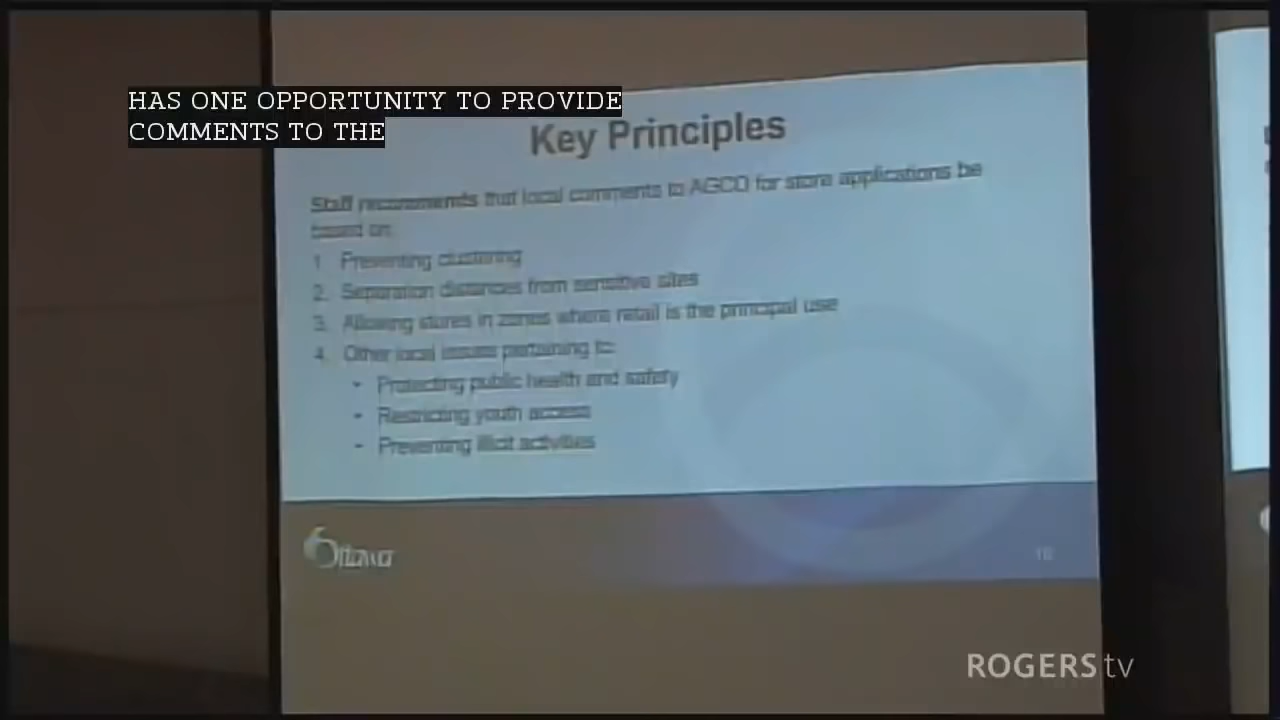 HAS ONE OPPORTUNITY TO PROVIDE
COMMENTS TO THE
Key Principles
Staff recommends that local comments to AGCO for store applications be
based on:
1. Preventing clustering
2. Separation distances from sensitive sites
3. Allowing stores in zones where retail is the principal use
4. Other local issues pertaining to:
• Protecting public health and safety
• Restricting youth access
• Preventing illicit activities
Ottawa
ROGERS tv